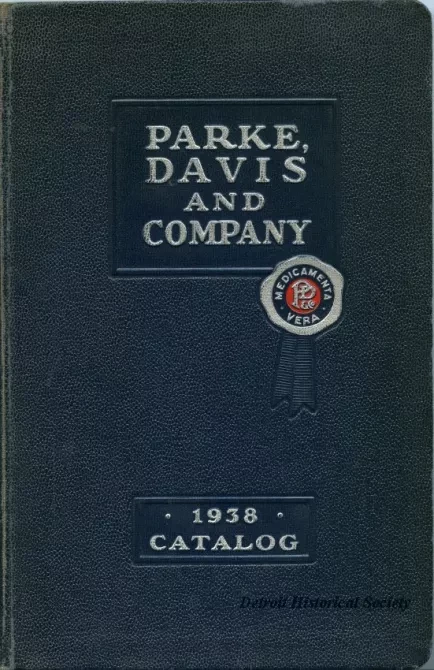 PARKE,
DAVIS
AND
COMPANY
MEDICAMENTA
PD
&Co
VERA
· 1938 ·
CATALOG
Detroit Historical Society